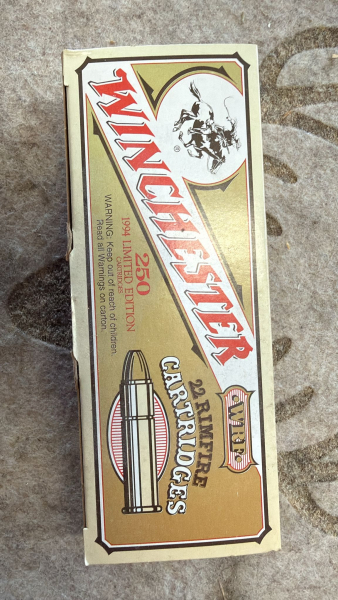 WINCHESTER
®
W.T.F.
22 RIMFIRE
CARTRIDGES
250
CARTRIDGES
1994 LIMITED EDITION
WARNING: Keep out of reach of children.
Read all Warnings on carton.